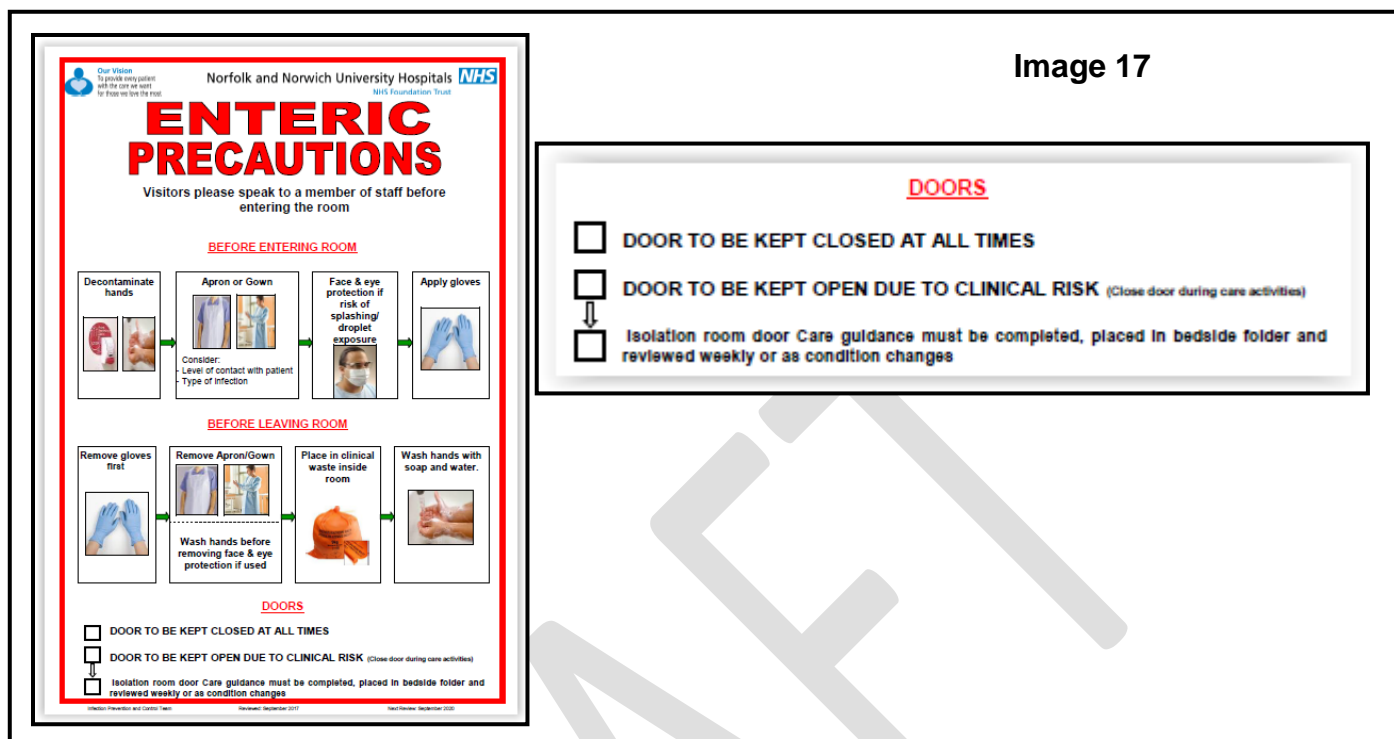 Image 17
Our Vision
To provide every patient
with the care we want
for those we love the most.
Norfolk and Norwich University Hospitals NHS
NHS Foundation Trust
ENTERIC
PRECAUTIONS
Visitors please speak to a member of staff before
entering the room
BEFORE ENTERING ROOM
Decontaminate
hands
Apron or Gown
Consider:
- Level of contact with patient
- Type of infection
Face & eye
protection if
risk of
splashing/
droplet
exposure
Apply gloves
BEFORE LEAVING ROOM
Remove gloves
first
Remove Apron/Gown
Wash hands before
removing face & eye
protection if used
Place in clinical
waste inside
room
Wash hands with
soap and water.
DOORS
DOOR TO BE KEPT CLOSED AT ALL TIMES
DOOR TO BE KEPT OPEN DUE TO CLINICAL RISK (Close door during care activities)
Isolation room door Care guidance must be completed, placed in bedside folder and
reviewed weekly or as condition changes
Infection Prevention and Control Team Reviewed: September 2017 Next Review: September 2020
DOORS
DOOR TO BE KEPT CLOSED AT ALL TIMES
DOOR TO BE KEPT OPEN DUE TO CLINICAL RISK (Close door during care activities)
Isolation room door Care guidance must be completed, placed in bedside folder and
reviewed weekly or as condition changes